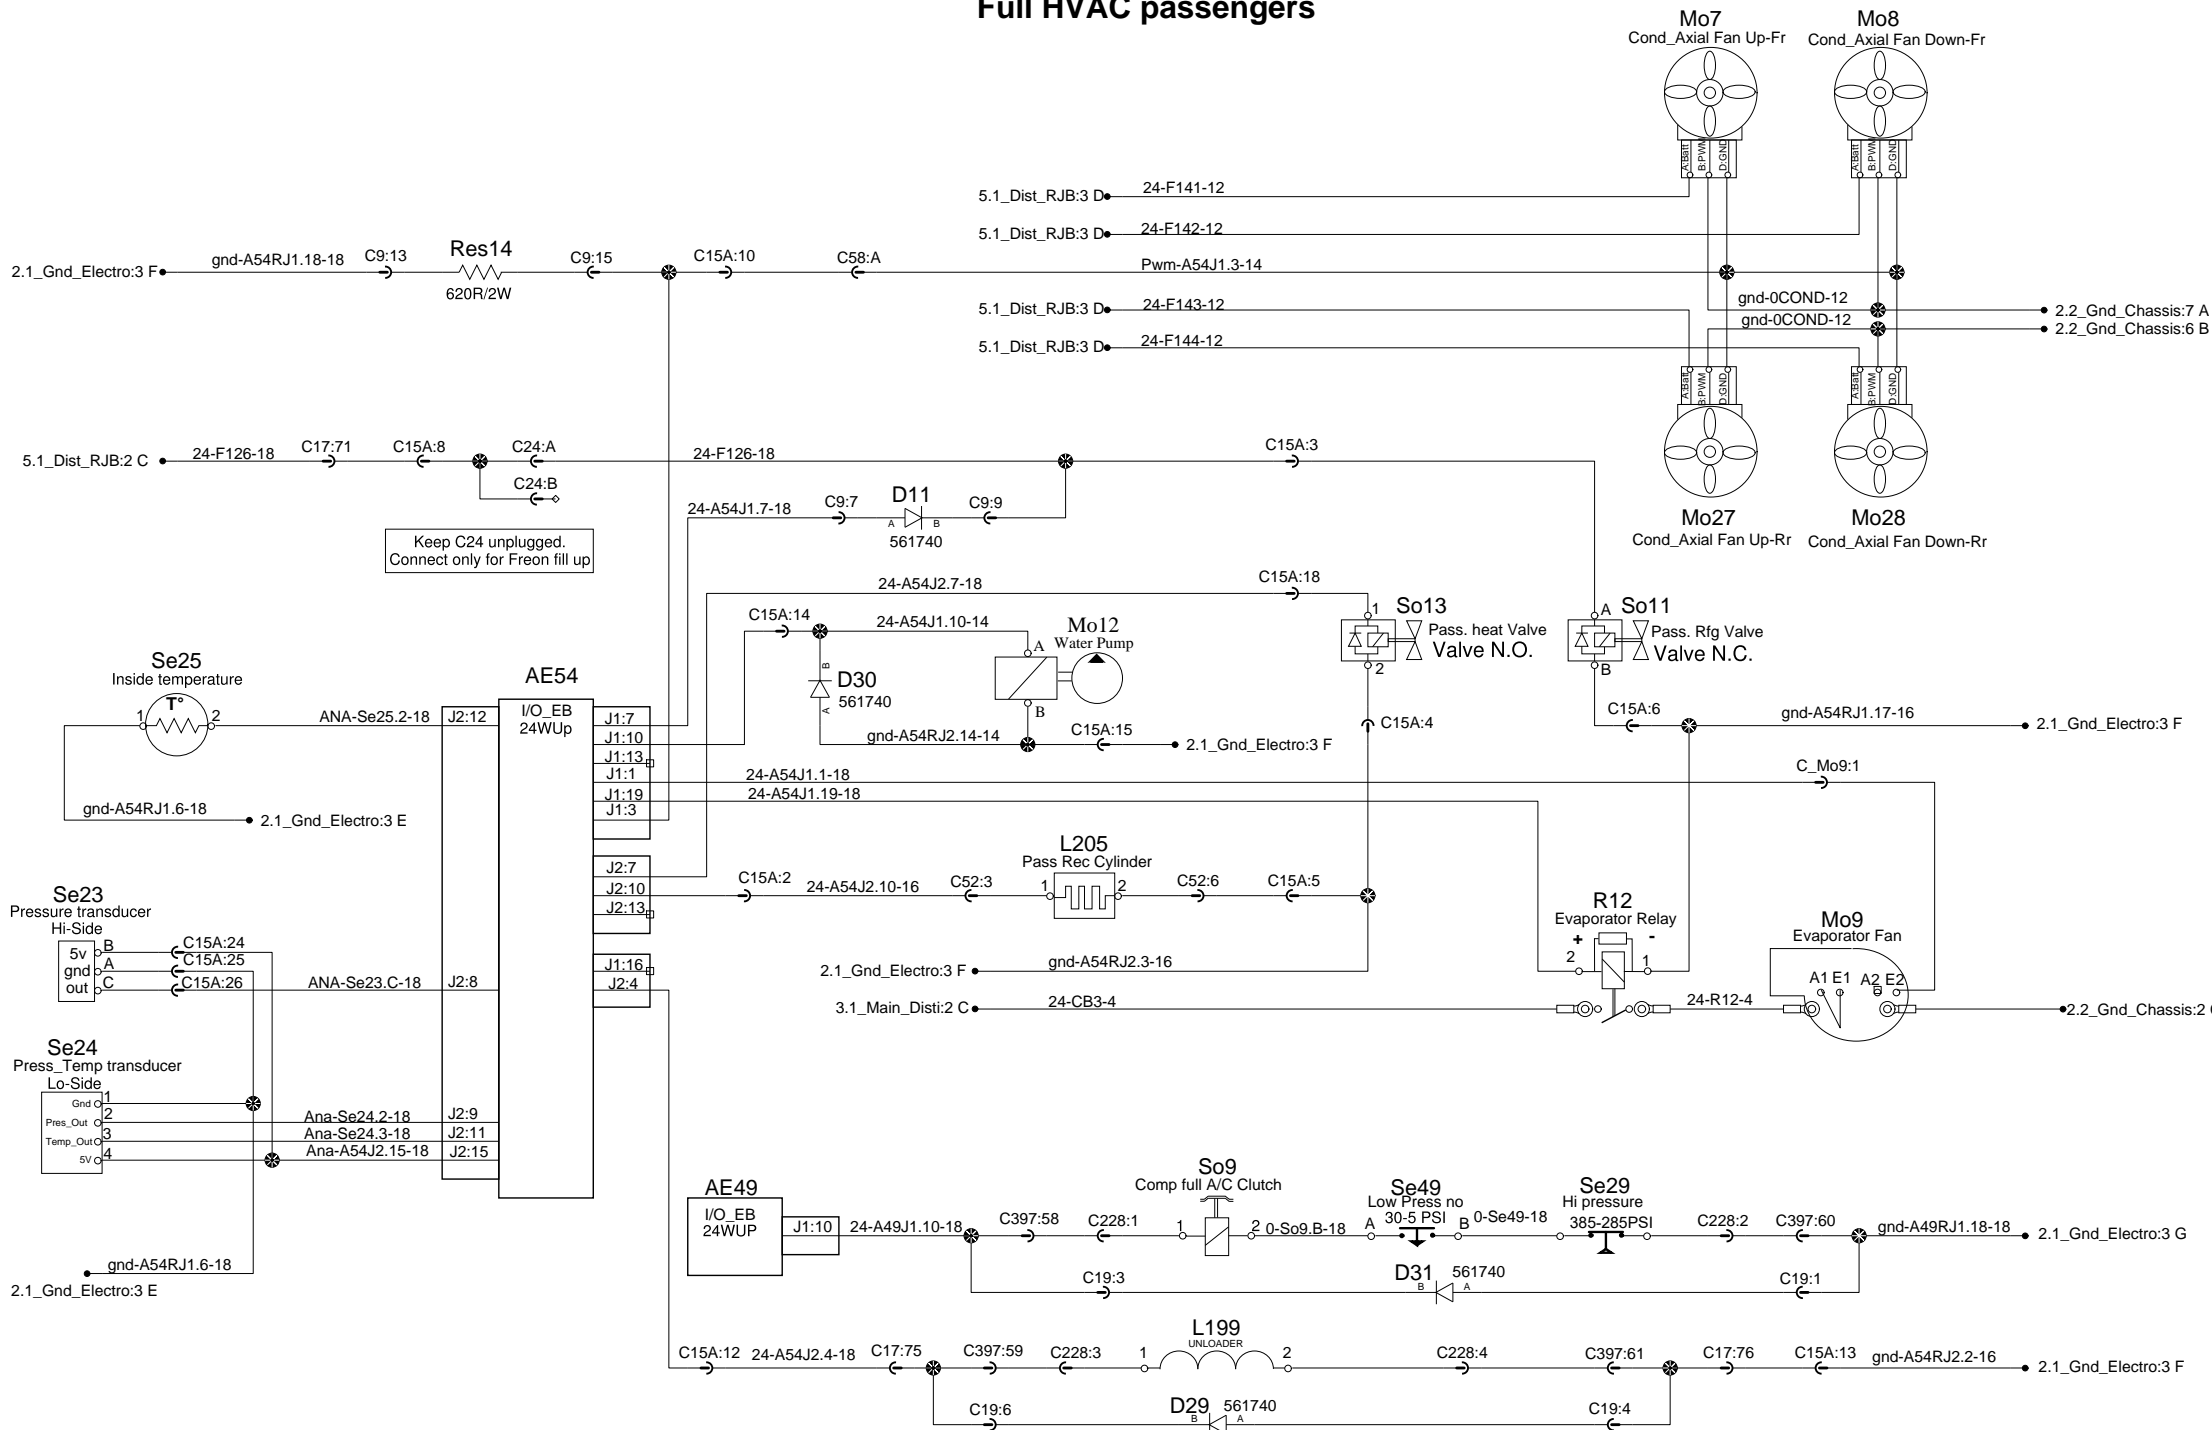 Full HVAC passengers
Mo7
Cond_Axial Fan Up-Fr
Mo8
Cond_Axial Fan Down-Fr
A:Batt
B:PWM
D:GND
A:Batt
B:PWM
D:GND
5.1_Dist_RJB:3 D
24-F141-12
5.1_Dist_RJB:3 D
24-F142-12
2.1_Gnd_Electro:3 F
gnd-A54RJ1.18-18
C9:13
Res14
620R/2W
C9:15
C15A:10
C58:A
Pwm-A54J1.3-14
5.1_Dist_RJB:3 D
24-F143-12
gnd-0COND-12
2.2_Gnd_Chassis:7 A
gnd-0COND-12
2.2_Gnd_Chassis:6 B
5.1_Dist_RJB:3 D
24-F144-12
A:Batt
B:PWM
D:GND
A:Batt
B:PWM
D:GND
Mo27
Cond_Axial Fan Up-Rr
Mo28
Cond_Axial Fan Down-Rr
5.1_Dist_RJB:2 C
24-F126-18
C17:71
C15A:8
C24:A
24-F126-18
C15A:3
C24:B
Keep C24 unplugged.
Connect only for Freon fill up
24-A54J1.7-18
C9:7
D11
A
B
561740
C9:9
24-A54J2.7-18
C15A:18
C15A:14
24-A54J1.10-14
Mo12
Water Pump
A
B
B
D30
561740
A
gnd-A54RJ2.14-14
C15A:15
2.1_Gnd_Electro:3 F
1
So13
Pass. heat Valve
Valve N.O.
2
C15A:4
A
So11
Pass. Rfg Valve
Valve N.C.
B
C15A:6
gnd-A54RJ1.17-16
2.1_Gnd_Electro:3 F
Se25
Inside temperature
T°
1
2
ANA-Se25.2-18
J2:12
AE54
I/O_EB
24WUp
J1:7
J1:10
J1:13
J1:1
J1:19
J1:3
24-A54J1.1-18
24-A54J1.19-18
C_Mo9:1
gnd-A54RJ1.6-18
2.1_Gnd_Electro:3 E
J2:7
J2:10
J2:13
C15A:2
24-A54J2.10-16
C52:3
L205
Pass Rec Cylinder
1
2
C52:6
C15A:5
J1:16
J2:4
2.1_Gnd_Electro:3 F
gnd-A54RJ2.3-16
3.1_Main_Disti:2 C
24-CB3-4
R12
Evaporator Relay
+
-
2
1
24-R12-4
Mo9
Evaporator Fan
A1 E1
A2 E2
Se23
Pressure transducer
Hi-Side
5v
B
C15A:24
gnd
A
C15A:25
out
C
C15A:26
ANA-Se23.C-18
J2:8
Se24
Press_Temp transducer
Lo-Side
Gnd
1
Pres_Out
2
Ana-Se24.2-18
J2:9
Temp_Out
3
Ana-Se24.3-18
J2:11
5V
4
Ana-A54J2.15-18
J2:15
gnd-A54RJ1.6-18
2.1_Gnd_Electro:3 E
AE49
I/O_EB
24WUP
J1:10
24-A49J1.10-18
C397:58
C228:1
So9
Comp full A/C Clutch
1
2
0-So9.B-18
Se49
Low Press no
30-5 PSI
A
B
0-Se49-18
Se29
Hi pressure
385-285PSI
C228:2
C397:60
gnd-A49RJ1.18-18
2.1_Gnd_Electro:3 G
C19:3
D31
561740
B
A
C19:1
C15A:12
24-A54J2.4-18
C17:75
C397:59
C228:3
L199
UNLOADER
1
2
C228:4
C397:61
C17:76
C15A:13
gnd-A54RJ2.2-16
2.1_Gnd_Electro:3 F
C19:6
D29
561740
B
A
C19:4